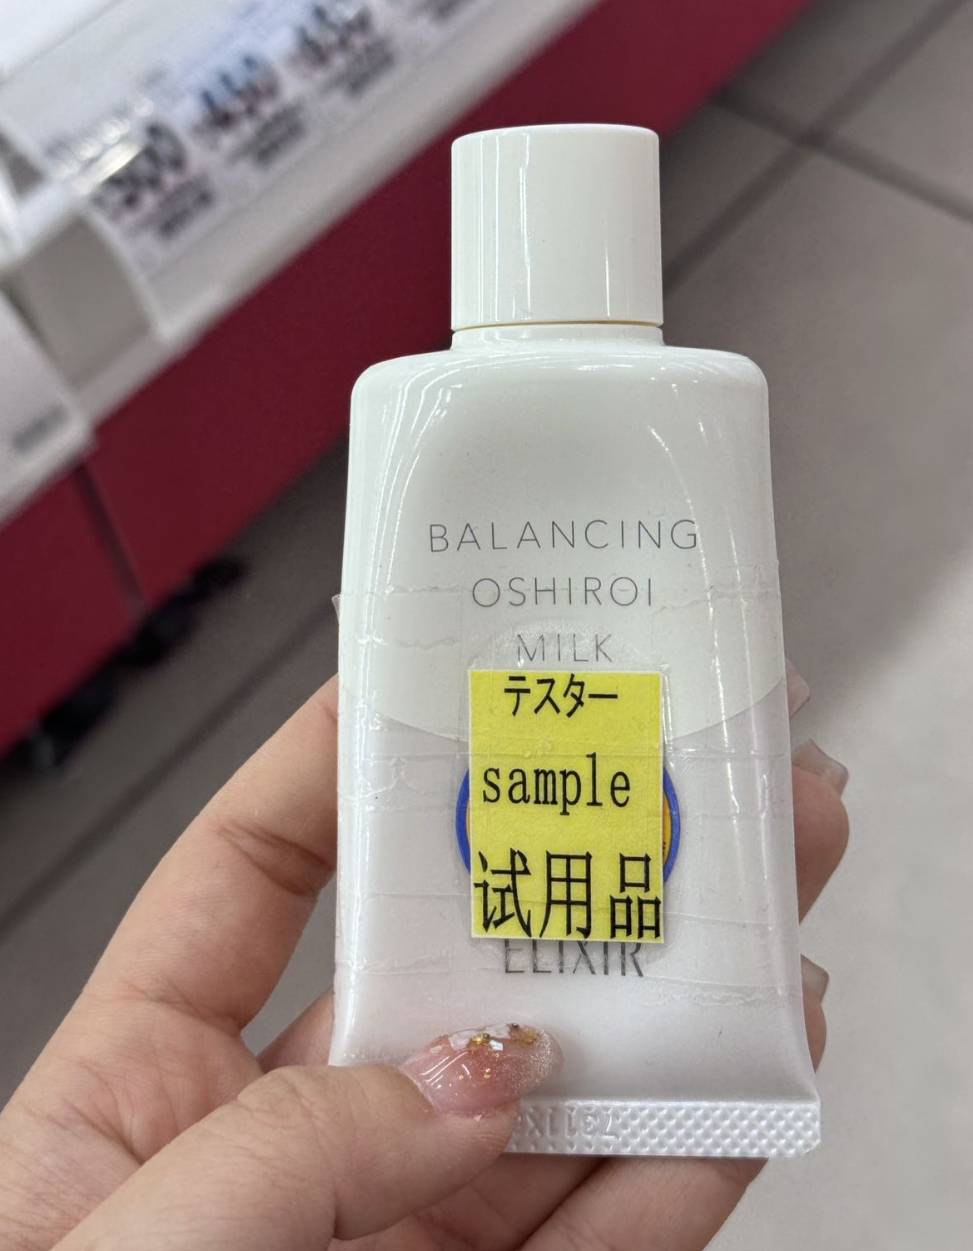 BALANCING
OSHIROI
MILK
テスター
sample
试用品
ELIXIR